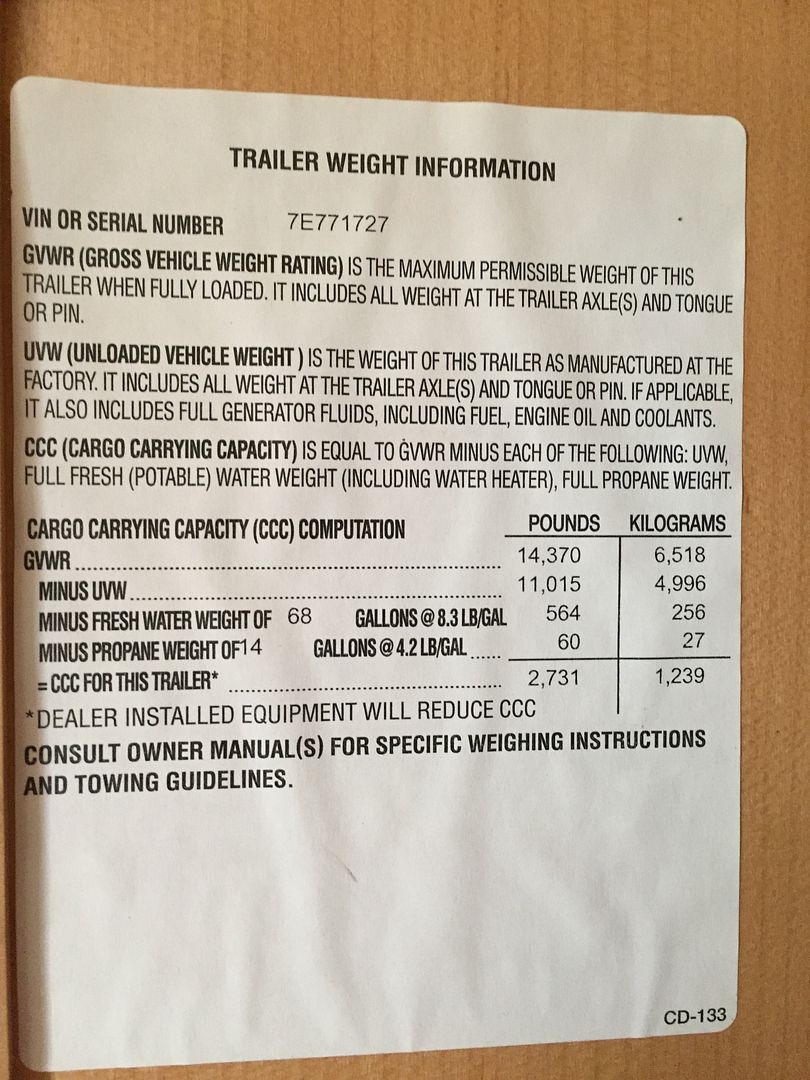 TRAILER WEIGHT INFORMATION
VIN OR SERIAL NUMBER 7E771727
GVWR (GROSS VEHICLE WEIGHT RATING) IS THE MAXIMUM PERMISSIBLE WEIGHT OF THIS
TRAILER WHEN FULLY LOADED. IT INCLUDES ALL WEIGHT AT THE TRAILER AXLE(S) AND TONGUE
OR PIN.
UVW (UNLOADED VEHICLE WEIGHT ) IS THE WEIGHT OF THIS TRAILER AS MANUFACTURED AT THE
FACTORY. IT INCLUDES ALL WEIGHT AT THE TRAILER AXLE(S) AND TONGUE OR PIN. IF APPLICABLE,
IT ALSO INCLUDES FULL GENERATOR FLUIDS, INCLUDING FUEL, ENGINE OIL AND COOLANTS.
CCC (CARGO CARRYING CAPACITY) IS EQUAL TO GVWR MINUS EACH OF THE FOLLOWING: UVW,
FULL FRESH (POTABLE) WATER WEIGHT (INCLUDING WATER HEATER), FULL PROPANE WEIGHT.
CARGO CARRYING CAPACITY (CCC) COMPUTATION POUNDS KILOGRAMS
GVWR 14,370 6,518
MINUS UVW 11,015 4,996
MINUS FRESH WATER WEIGHT OF 68 GALLONS @ 8.3 LB/GAL 564 256
MINUS PROPANE WEIGHT OF 14 GALLONS @ 4.2 LB/GAL 60 27
= CCC FOR THIS TRAILER* 2,731 1,239
*DEALER INSTALLED EQUIPMENT WILL REDUCE CCC
CONSULT OWNER MANUAL(S) FOR SPECIFIC WEIGHING INSTRUCTIONS
AND TOWING GUIDELINES.
CD-133